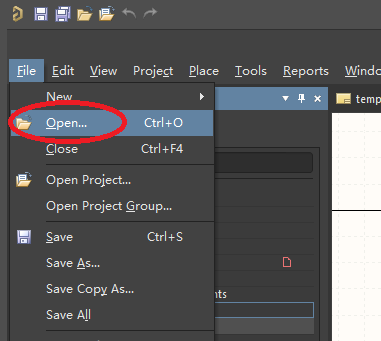 File Edit View Project Place Tools Reports
New
Open... Ctrl+O
temp
Close Ctrl+F4
Open Project...
Open Project Group...
Save Ctrl+S
Save As...
Save Copy As...
nts
Save All